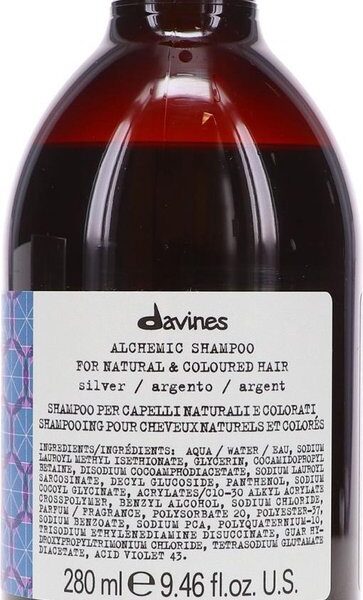 davines
ALCHEMIC SHAMPOO
FOR NATURAL & COLOURED HAIR
silver / argento / argent
SHAMPOO PER CAPELLI NATURALI E COLORATI
SHAMPOOING POUR CHEVEUX NATURELS ET COLORÉS
INGREDIENTS/INGRÉDIENTS: AQUA / WATER / EAU, SODIUM
LAUROYL METHYL ISETHIONATE, GLYCERIN, COCAMIDOPROPYL
BETAINE, DISODIUM COCOAMPHODIACETATE, SODIUM LAUROYL
SARCOSINATE, DECYL GLUCOSIDE, PANTHENOL, SODIUM
COCOYL GLYCINATE, ACRYLATES/C10-30 ALKYL ACRYLATE
CROSSPOLYMER, BENZYL ALCOHOL, SODIUM CHLORIDE,
PARFUM / FRAGRANCE, POLYSORBATE 20, POLYESTER-37,
SODIUM BENZOATE, SODIUM PCA, POLYQUATERNIUM-10,
TRISODIUM ETHYLENEDIAMINE DISUCCINATE, GUAR HY-
DROXYPROPYLTRIMONIUM CHLORIDE, TETRASODIUM GLUTAMATE
DIACETATE, ACID VIOLET 43.
280 ml e 9.46 fl.oz. U.S.